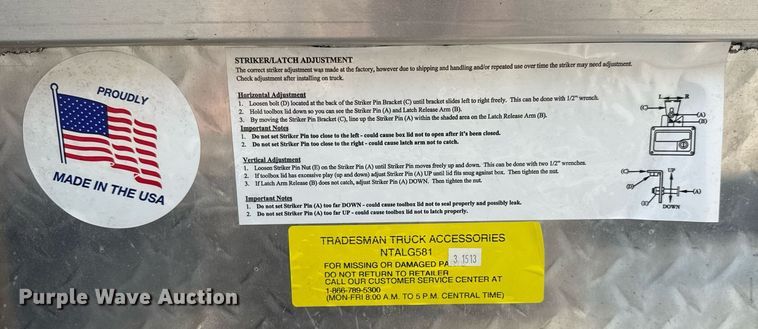 PROUDLY
MADE IN THE USA
STRIKER/LATCH ADJUSTMENT
The correct striker adjustment was made at the factory, however due to shipping and handling and/or repeated use over time the striker may need adjustment.
Check adjustment after installing on truck.
Horizontal Adjustment
1. Loosen bolt (D) located at the back of the Striker Pin Bracket (C) until bracket slides left to right freely. This can be done with 1/2" wrench.
2. Hold toolbox lid down so you can see the Striker Pin (A) and Latch Release Arm (B).
3. By moving the Striker Pin Bracket (C), line up the Striker Pin (A) within the shaded area on the Latch Release Arm (B).
Important Notes
1. Do not set Striker Pin too close to the left - could cause box lid not to open after it's been closed.
2. Do not set Striker Pin too close to the right - could cause latch arm not to catch.
Vertical Adjustment
1. Loosen Striker Pin Nut (E) on the Striker Pin (A) until Striker Pin moves freely up and down. This can be done with two 1/2" wrenches.
2. If toolbox lid has excessive play (up and down) adjust Striker Pin (A) UP until lid fits snug against box. Then tighten the nut.
3. If Latch Arm Release (B) does not catch, adjust Striker Pin (A) DOWN. Then tighten the nut.
Important Notes
1. Do not set Striker Pin (A) too far DOWN - could cause toolbox lid not to seal properly and possibly leak.
2. Do not set Striker Pin (A) too far UP - could cause toolbox lid not to latch properly.
L R
(C)
(A)
(B)
(C)
UP
(D)
(A)
(E)
DOWN
TRADESMAN TRUCK ACCESSORIES
NTALG581
3 1513
FOR MISSING OR DAMAGED PA
DO NOT RETURN TO RETAILER
CALL OUR CUSTOMER SERVICE CENTER AT
1-866-789-5300
(MON-FRI 8:00 A.M. TO 5 P.M. CENTRAL TIME)
Purple Wave Auction